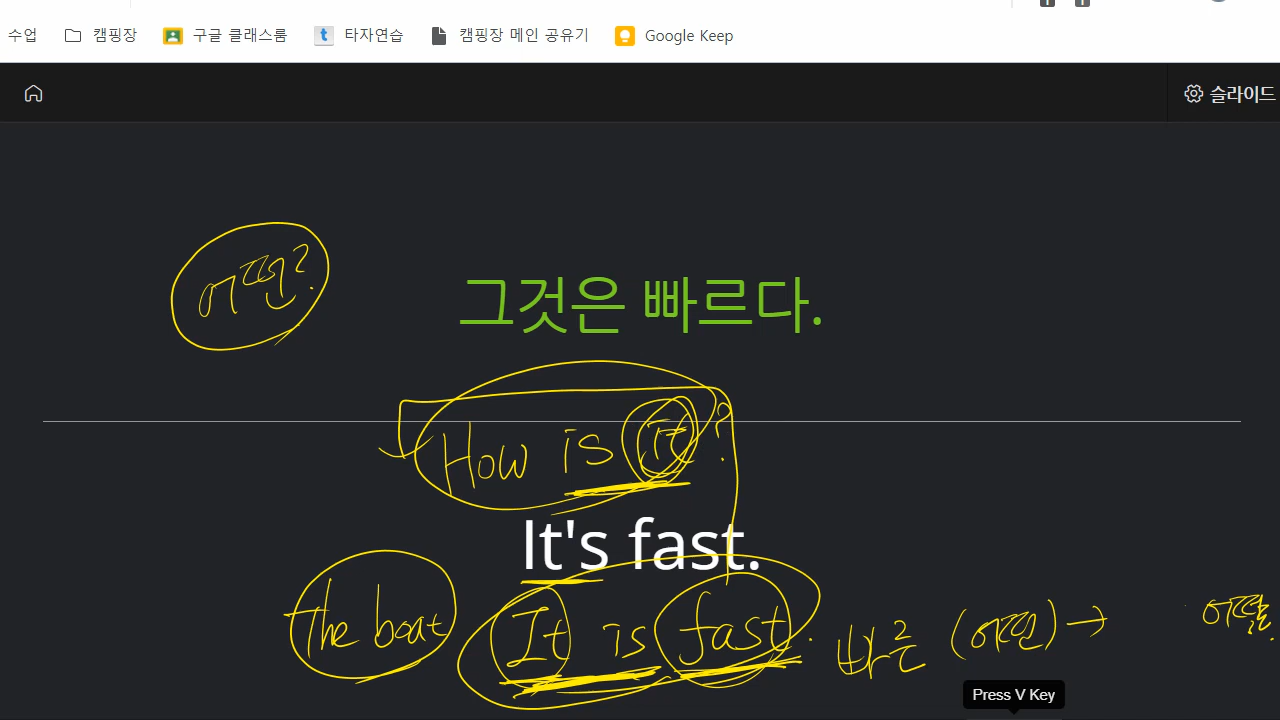 수업 캠핑장 구글 클래스룸 타자연습 캠핑장 메인 공유기 Google Keep
슬라이드
어떤?
그것은 빠르다.
How is it?
It's fast.
The boat It is fast. 빠른 (어떤) →
Press V Key